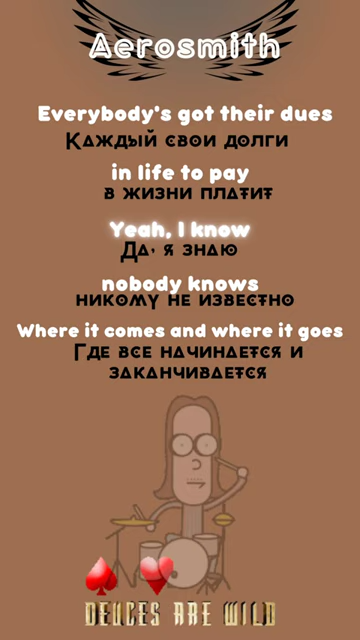 Aerosmith
Everybody's got their dues
Каждый свои долги
in life to pay
в жизни платит
Yeah, I know
Да, я знаю
nobody knows
никому не известно
Where it comes and where it goes
Где все начинается и
заканчивается
DEUCES ARE WILD